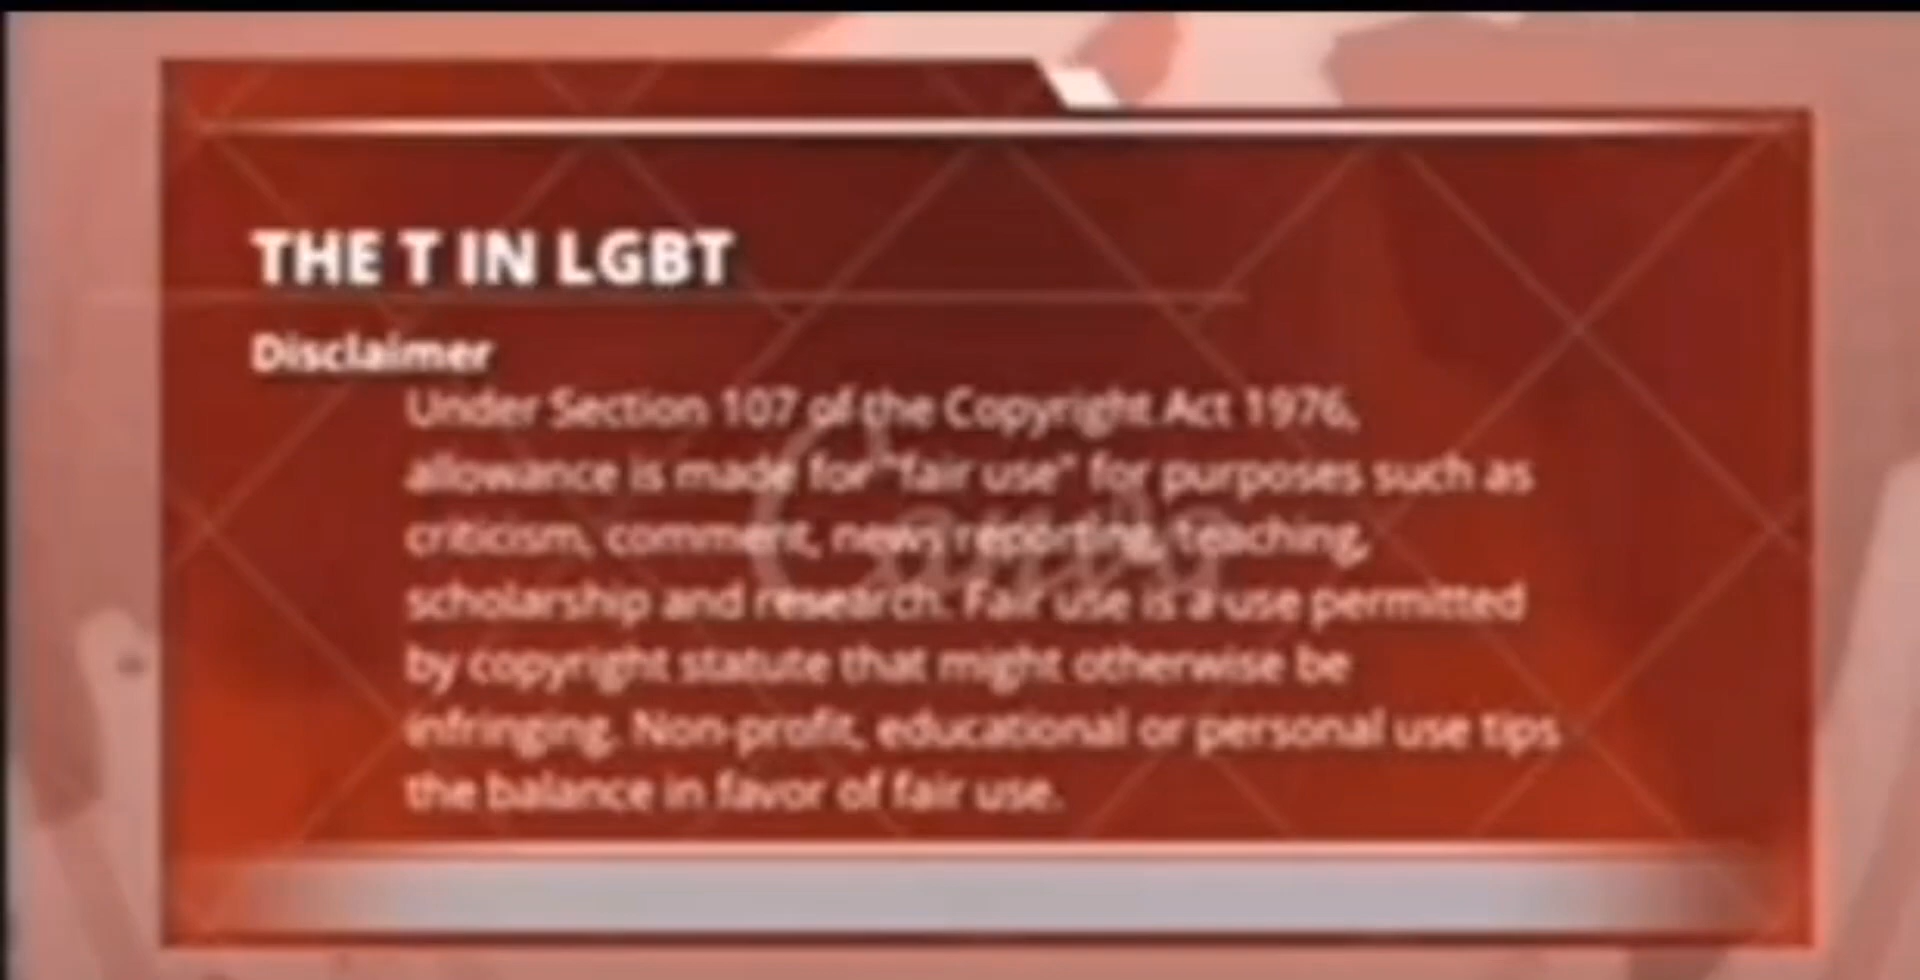 THE T IN LGBT
Disclaimer
Under Section 107 of the Copyright Act 1976,
allowance is made for "fair use" for purposes such as
criticism, comment, news reporting, teaching,
scholarship and research. Fair use is a use permitted
by copyright statute that might otherwise be
infringing. Non-profit, educational or personal use tips
the balance in favor of fair use.
Canva